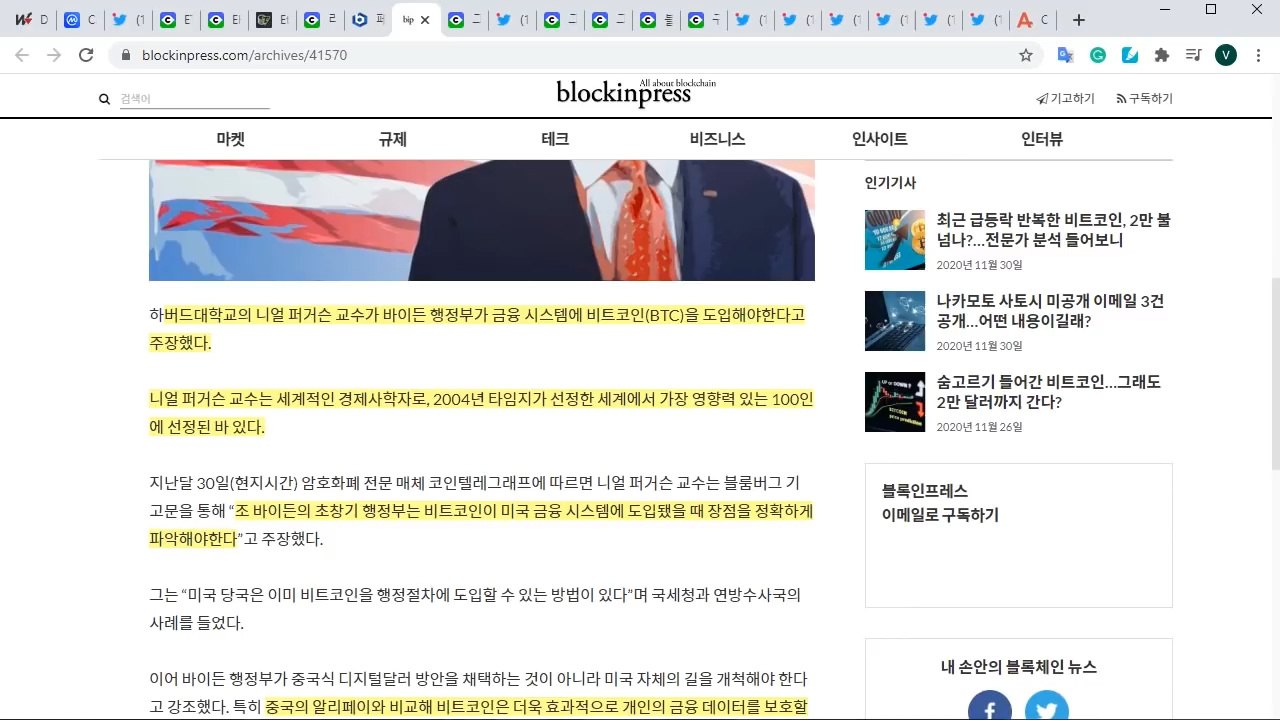 blockinpress.com/archives/41570
V
검색어
All about blockchain
blockinpress
기고하기
구독하기
마켓
규제
테크
비즈니스
인사이트
인터뷰
하버드대학교의 니얼 퍼거슨 교수가 바이든 행정부가 금융 시스템에 비트코인(BTC)을 도입해야한다고
주장했다.
니얼 퍼거슨 교수는 세계적인 경제사학자로, 2004년 타임지가 선정한 세계에서 가장 영향력 있는 100인
에 선정된 바 있다.
지난달 30일(현지시간) 암호화폐 전문 매체 코인텔레그래프에 따르면 니얼 퍼거슨 교수는 블룸버그 기
고문을 통해 “조 바이든의 초창기 행정부는 비트코인이 미국 금융 시스템에 도입됐을 때 장점을 정확하게
파악해야한다”고 주장했다.
그는 “미국 당국은 이미 비트코인을 행정절차에 도입할 수 있는 방법이 있다”며 국세청과 연방수사국의
사례를 들었다.
이어 바이든 행정부가 중국식 디지털달러 방안을 채택하는 것이 아니라 미국 자체의 길을 개척해야 한다
고 강조했다. 특히 중국의 알리페이와 비교해 비트코인은 더욱 효과적으로 개인의 금융 데이터를 보호할
인기기사
최근 급등락 반복한 비트코인, 2만 불
넘나?…전문가 분석 들어보니
2020년 11월 30일
나카모토 사토시 미공개 이메일 3건
공개…어떤 내용이길래?
2020년 11월 30일
숨고르기 들어간 비트코인…그래도
2만 달러까지 간다?
2020년 11월 26일
블록인프레스
이메일로 구독하기
내 손안의 블록체인 뉴스